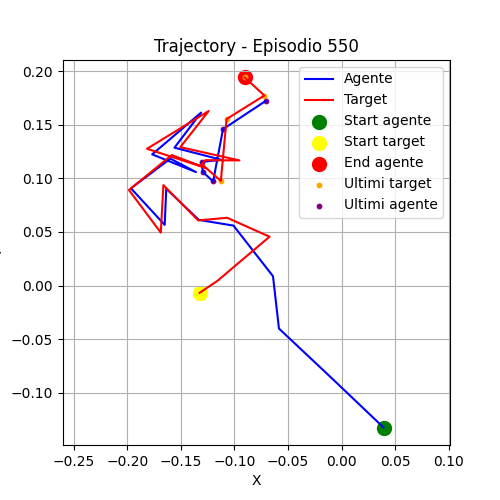 Trajectory - Episodio 550
Agente
Target
Start agente
Start target
End agente
Ultimi target
Ultimi agente
0.20
0.15
0.10
0.05
0.00
−0.05
−0.10
−0.25
−0.20
−0.15
−0.10
−0.05
0.00
0.05
0.10
X